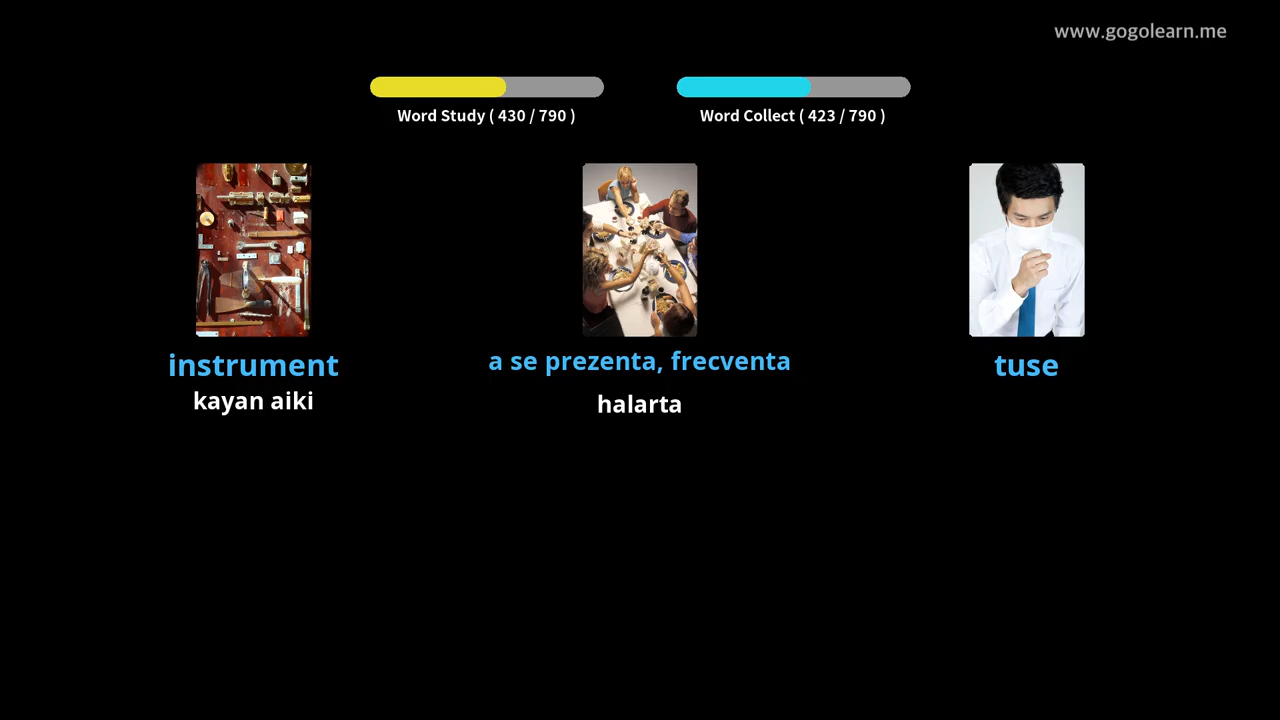 www.gogolearn.me
Word Study ( 430 / 790 )
Word Collect ( 423 / 790 )
instrument
kayan aiki
a se prezenta, frecventa
halarta
tuse